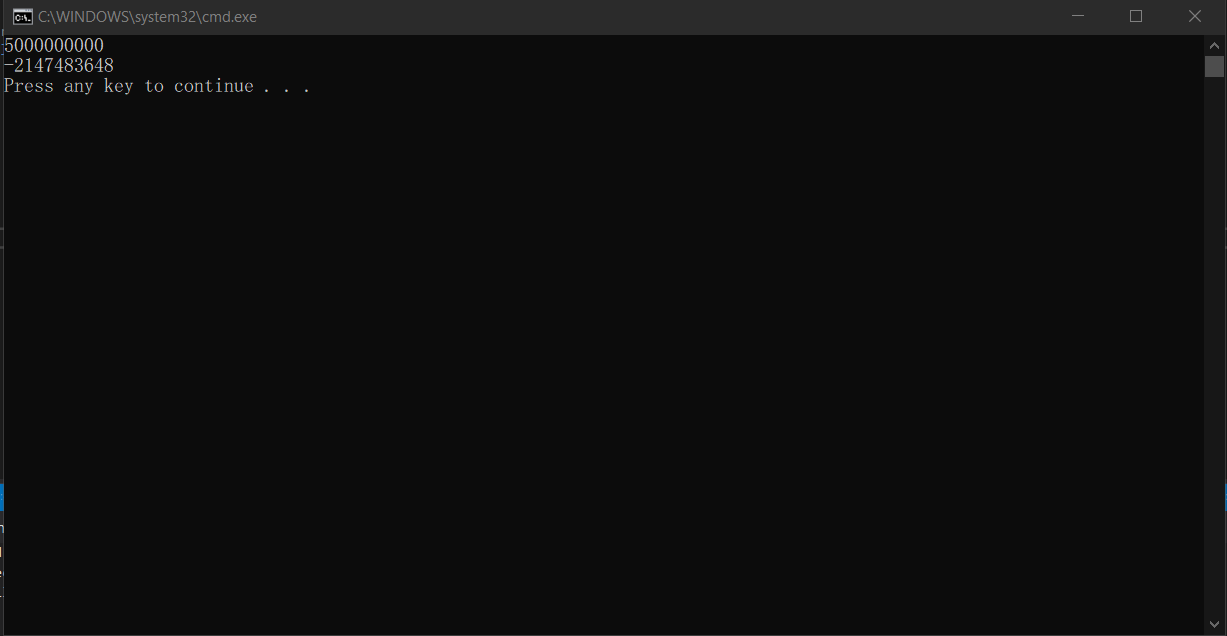 C:\WINDOWS\system32\cmd.exe
5000000000
-2147483648
Press any key to continue . . .